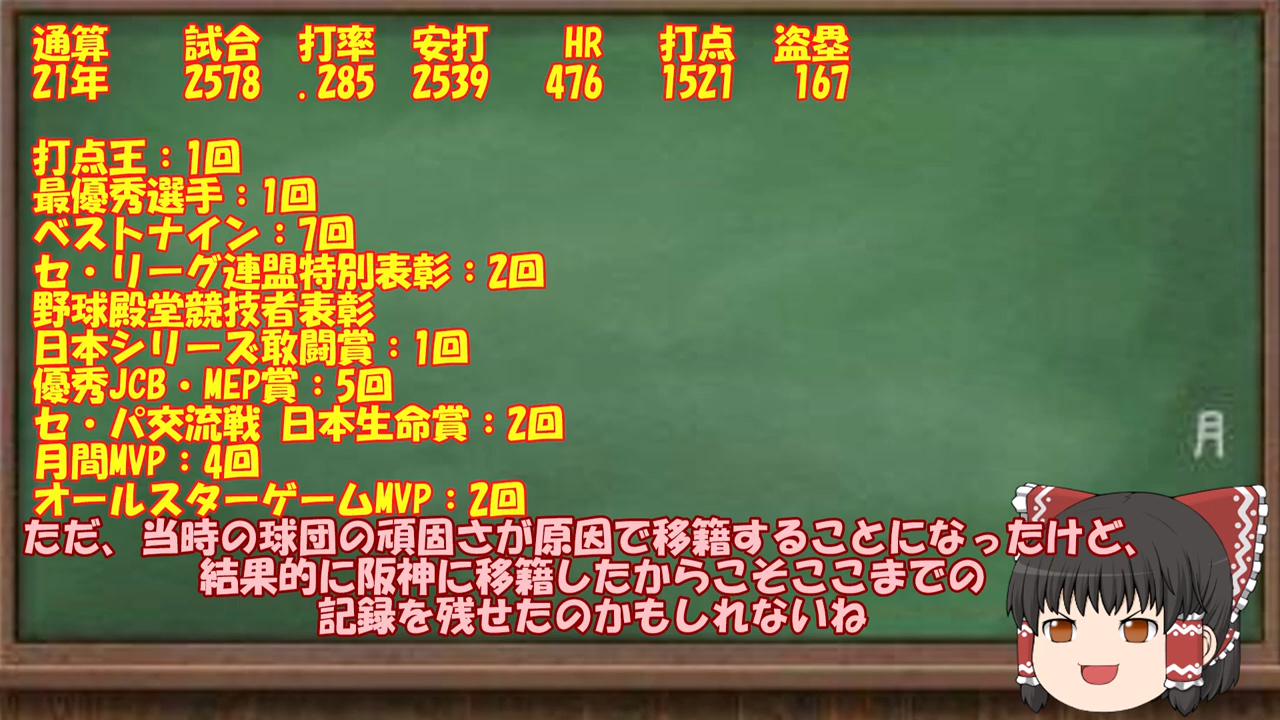 通算 試合 打率 安打 HR 打点 盗塁
21年 2578 .285 2539 476 1521 167
打点王：1回
最優秀選手：1回
ベストナイン：7回
セ・リーグ連盟特別表彰：2回
野球殿堂競技者表彰
日本シリーズ敢闘賞：1回
優秀JCB・MEP賞：5回
セ・パ交流戦 日本生命賞：2回
月間MVP：4回
オールスターゲームMVP：2回
月
ただ、当時の球団の頑固さが原因で移籍することになったけど、
結果的に阪神に移籍したからこそここまでの
記録を残せたのかもしれないね